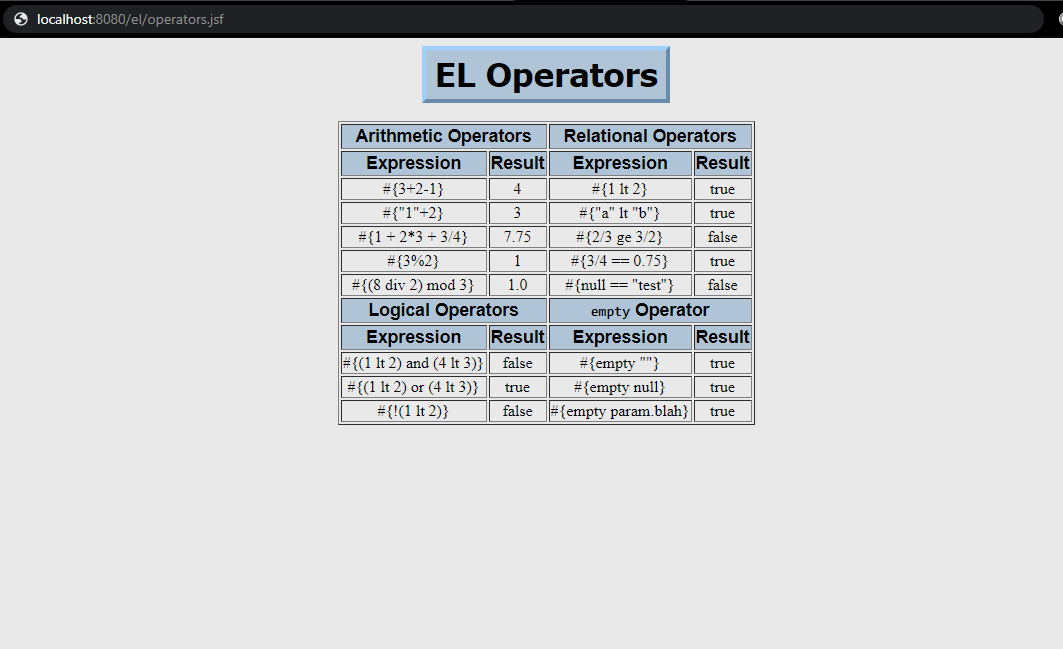 localhost:8080/el/operators.jsf
EL Operators
Arithmetic Operators Relational Operators
Expression Result Expression Result
#{3+2-1} 4 #{1 lt 2} true
#{"1"+2} 3 #{"a" lt "b"} true
#{1 + 2*3 + 3/4} 7.75 #{2/3 ge 3/2} false
#{3%2} 1 #{3/4 == 0.75} true
#{(8 div 2) mod 3} 1.0 #{null == "test"} false
Logical Operators empty Operator
Expression Result Expression Result
#{(1 lt 2) and (4 lt 3)} false #{empty ""} true
#{(1 lt 2) or (4 lt 3)} true #{empty null} true
#{!(1 lt 2)} false #{empty param.blah} true